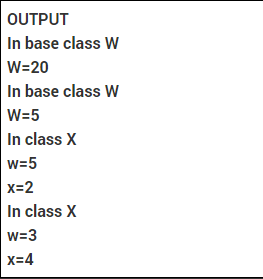 OUTPUT
In base class W
W=20
In base class W
W=5
In class X
w=5
x=2
In class X
w=3
x=4